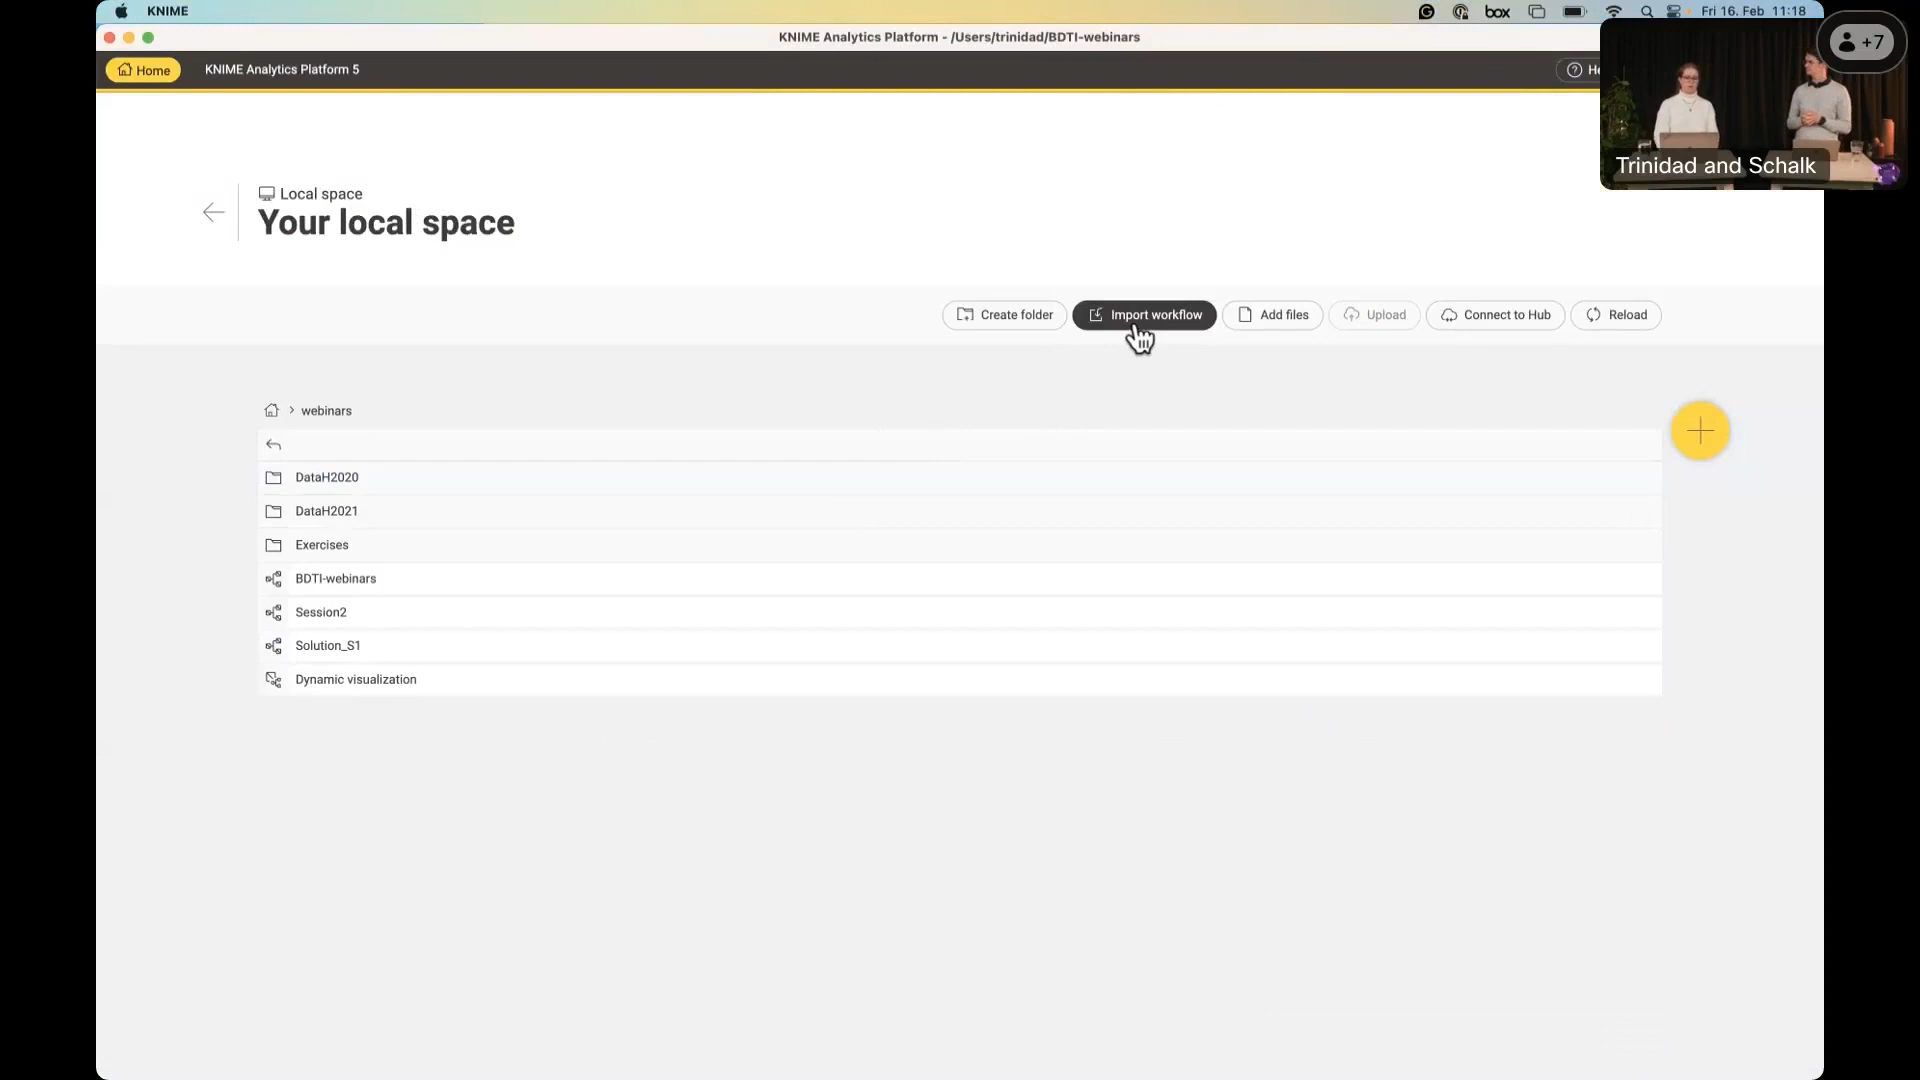 KNIME
box
Fri 16. Feb 11:18
KNIME Analytics Platform - /Users/trinidad/BDTI-webinars
Home
KNIME Analytics Platform 5
+7
Trinidad and Schalk
Local space
Your local space
Create folder
Import workflow
Add files
Upload
Connect to Hub
Reload
webinars
DataH2020
DataH2021
Exercises
BDTI-webinars
Session2
Solution_S1
Dynamic visualization